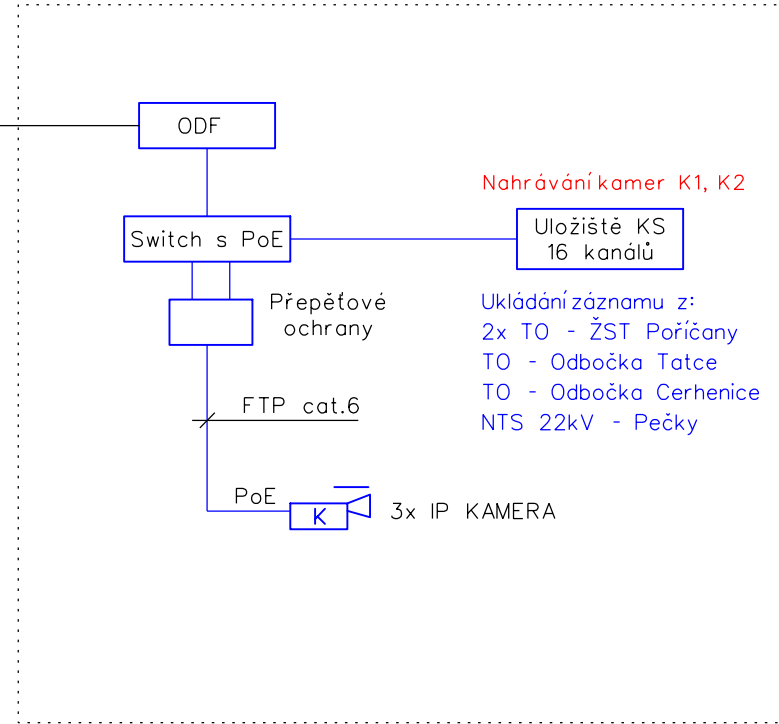 ODF
Nahrávání kamer K1, K2
Switch s PoE
Uložiště KS
16 kanálů
Přepěťové
ochrany
Ukládání záznamu z:
2x TO - ŽST Poříčany
TO - Odbočka Tatce
TO - Odbočka Cerhenice
NTS 22kV - Pečky
FTP cat.6
PoE
K
3x IP KAMERA